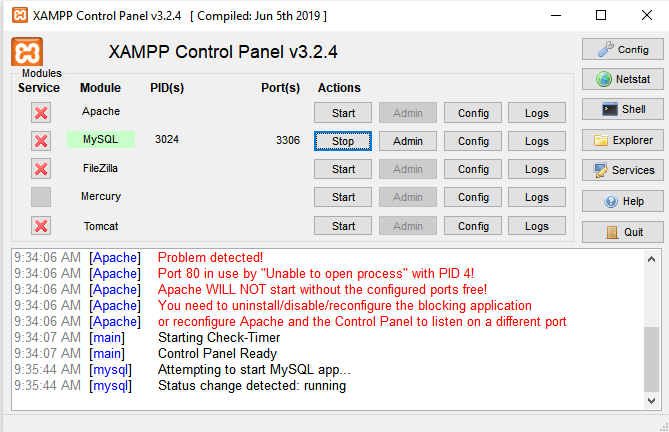 XAMPP Control Panel v3.2.4 [ Compiled: Jun 5th 2019 ]
XAMPP Control Panel v3.2.4
Config
Modules
Service Module PID(s) Port(s) Actions
Netstat
Apache Start Admin Config Logs
Shell
MySQL 3024 3306 Stop Admin Config Logs
Explorer
FileZilla Start Admin Config Logs
Services
Mercury Start Admin Config Logs
Help
Tomcat Start Admin Config Logs
Quit
9:34:06 AM [Apache] Problem detected!
9:34:06 AM [Apache] Port 80 in use by "Unable to open process" with PID 4!
9:34:06 AM [Apache] Apache WILL NOT start without the configured ports free!
9:34:06 AM [Apache] You need to uninstall/disable/reconfigure the blocking application
9:34:06 AM [Apache] or reconfigure Apache and the Control Panel to listen on a different port
9:34:07 AM [main] Starting Check-Timer
9:34:07 AM [main] Control Panel Ready
9:35:44 AM [mysql] Attempting to start MySQL app...
9:35:44 AM [mysql] Status change detected: running